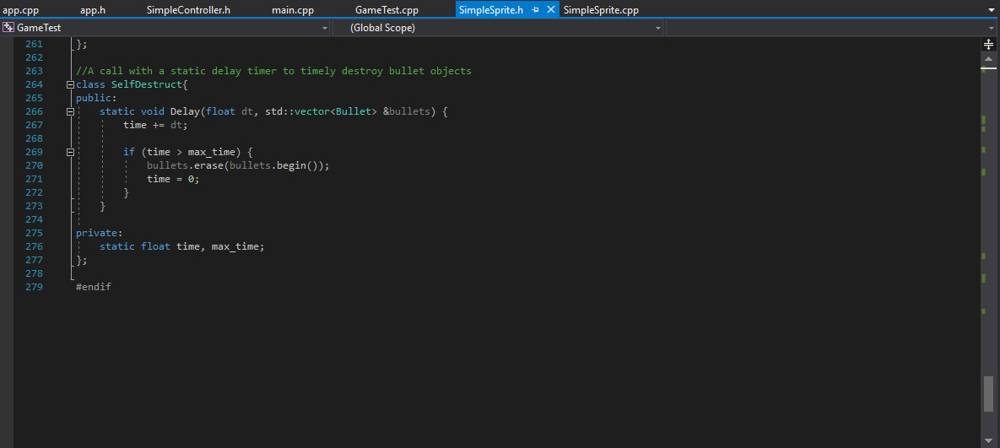 app.cpp app.h SimpleController.h main.cpp GameTest.cpp SimpleSprite.h SimpleSprite.cpp
GameTest (Global Scope)
261 };
262
263 //A call with a static delay timer to timely destroy bullet objects
264 class SelfDestruct{
265 public:
266 static void Delay(float dt, std::vector<Bullet> &bullets) {
267 time += dt;
268
269 if (time > max_time) {
270 bullets.erase(bullets.begin());
271 time = 0;
272 }
273 }
274
275 private:
276 static float time, max_time;
277 };
278
279 #endif